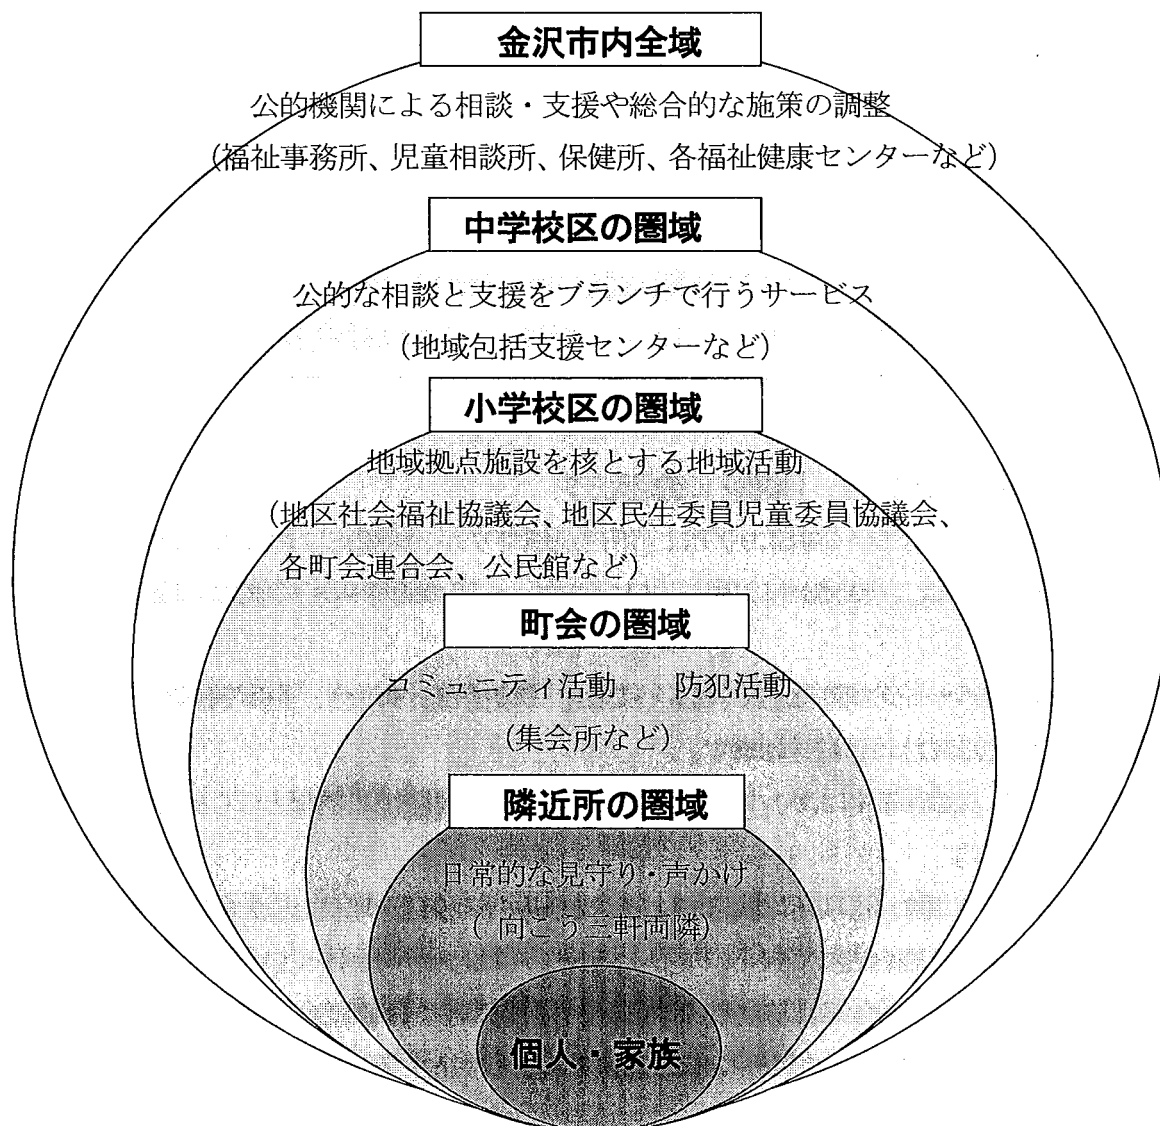 金沢市内全域
公的機関による相談・支援や総合的な施策の調整
（福祉事務所、児童相談所、保健所、各福祉健康センターなど）
中学校区の圏域
公的な相談と支援をブランチで行うサービス
（地域包括支援センターなど）
小学校区の圏域
地域拠点施設を核とする地域活動
（地区社会福祉協議会、地区民生委員児童委員協議会、
各町会連合会、公民館など）
町会の圏域
コミュニティ活動　　防犯活動
（集会所など）
隣近所の圏域
日常的な見守り・声かけ
（ 向こう三軒両隣）
個人・家族